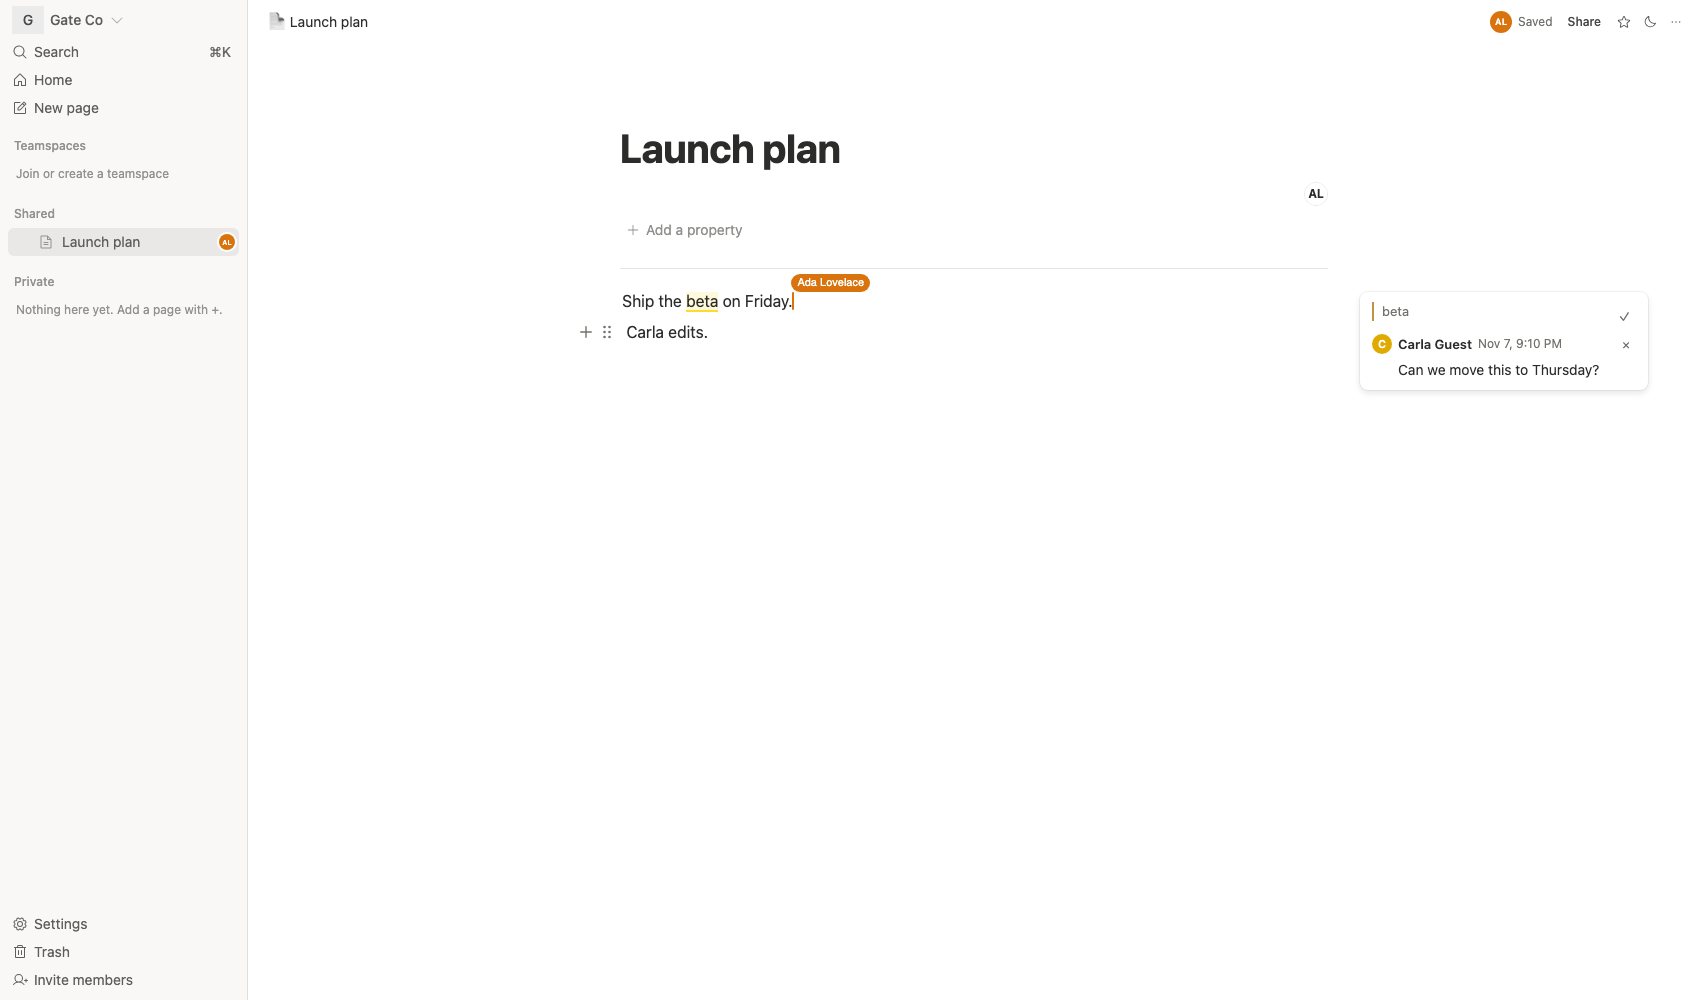 G Gate Co
Search ⌘K
Home
New page
Teamspaces
Join or create a teamspace
Shared
Launch plan AL
Private
Nothing here yet. Add a page with +.
Settings
Trash
Invite members
Launch plan
AL Saved Share
Launch plan
AL
Add a property
Ada Lovelace
Ship the beta on Friday.
Carla edits.
beta
C Carla Guest Nov 7, 9:10 PM
Can we move this to Thursday?